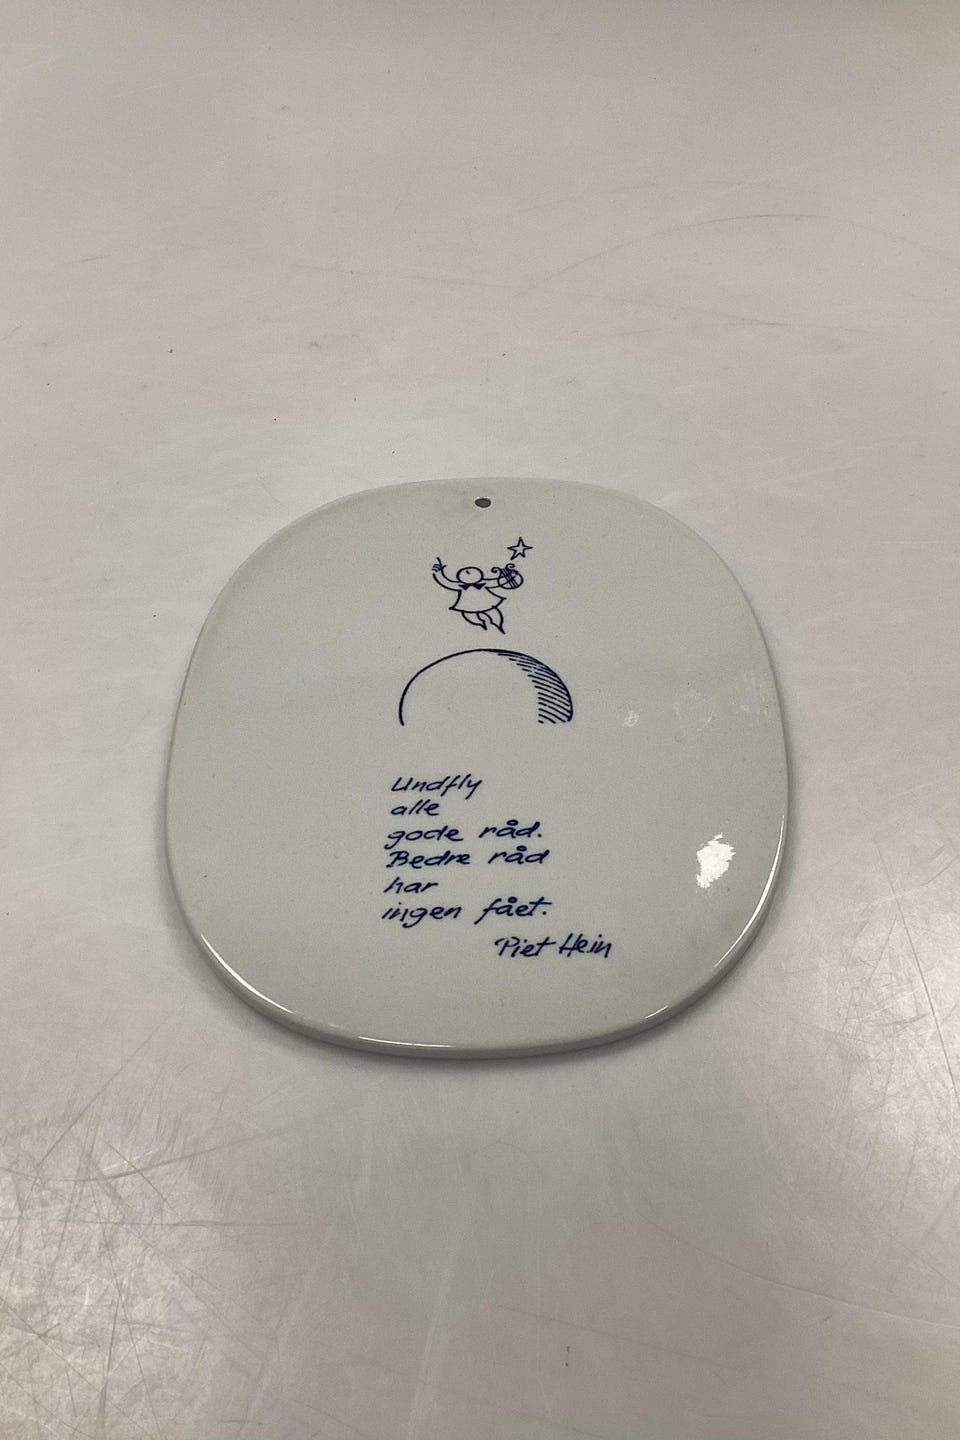 Undfly
alle
gode råd.
Bedre råd
har
ingen fået.
Piet Hein